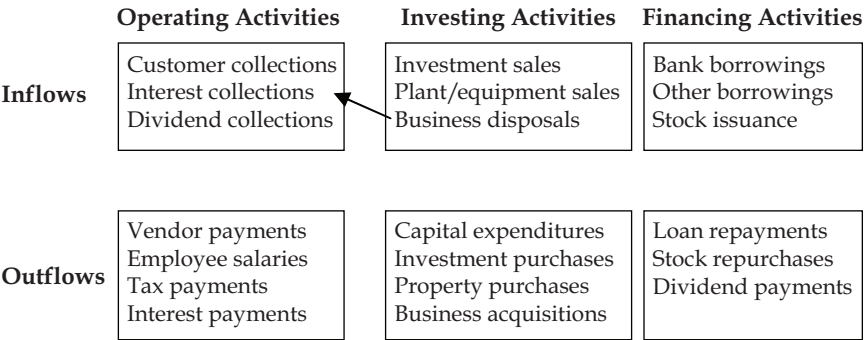 Operating Activities Investing Activities Financing Activities
Inflows
Customer collections
Interest collections
Dividend collections
Investment sales
Plant/equipment sales
Business disposals
Bank borrowings
Other borrowings
Stock issuance
Outflows
Vendor payments
Employee salaries
Tax payments
Interest payments
Capital expenditures
Investment purchases
Property purchases
Business acquisitions
Loan repayments
Stock repurchases
Dividend payments